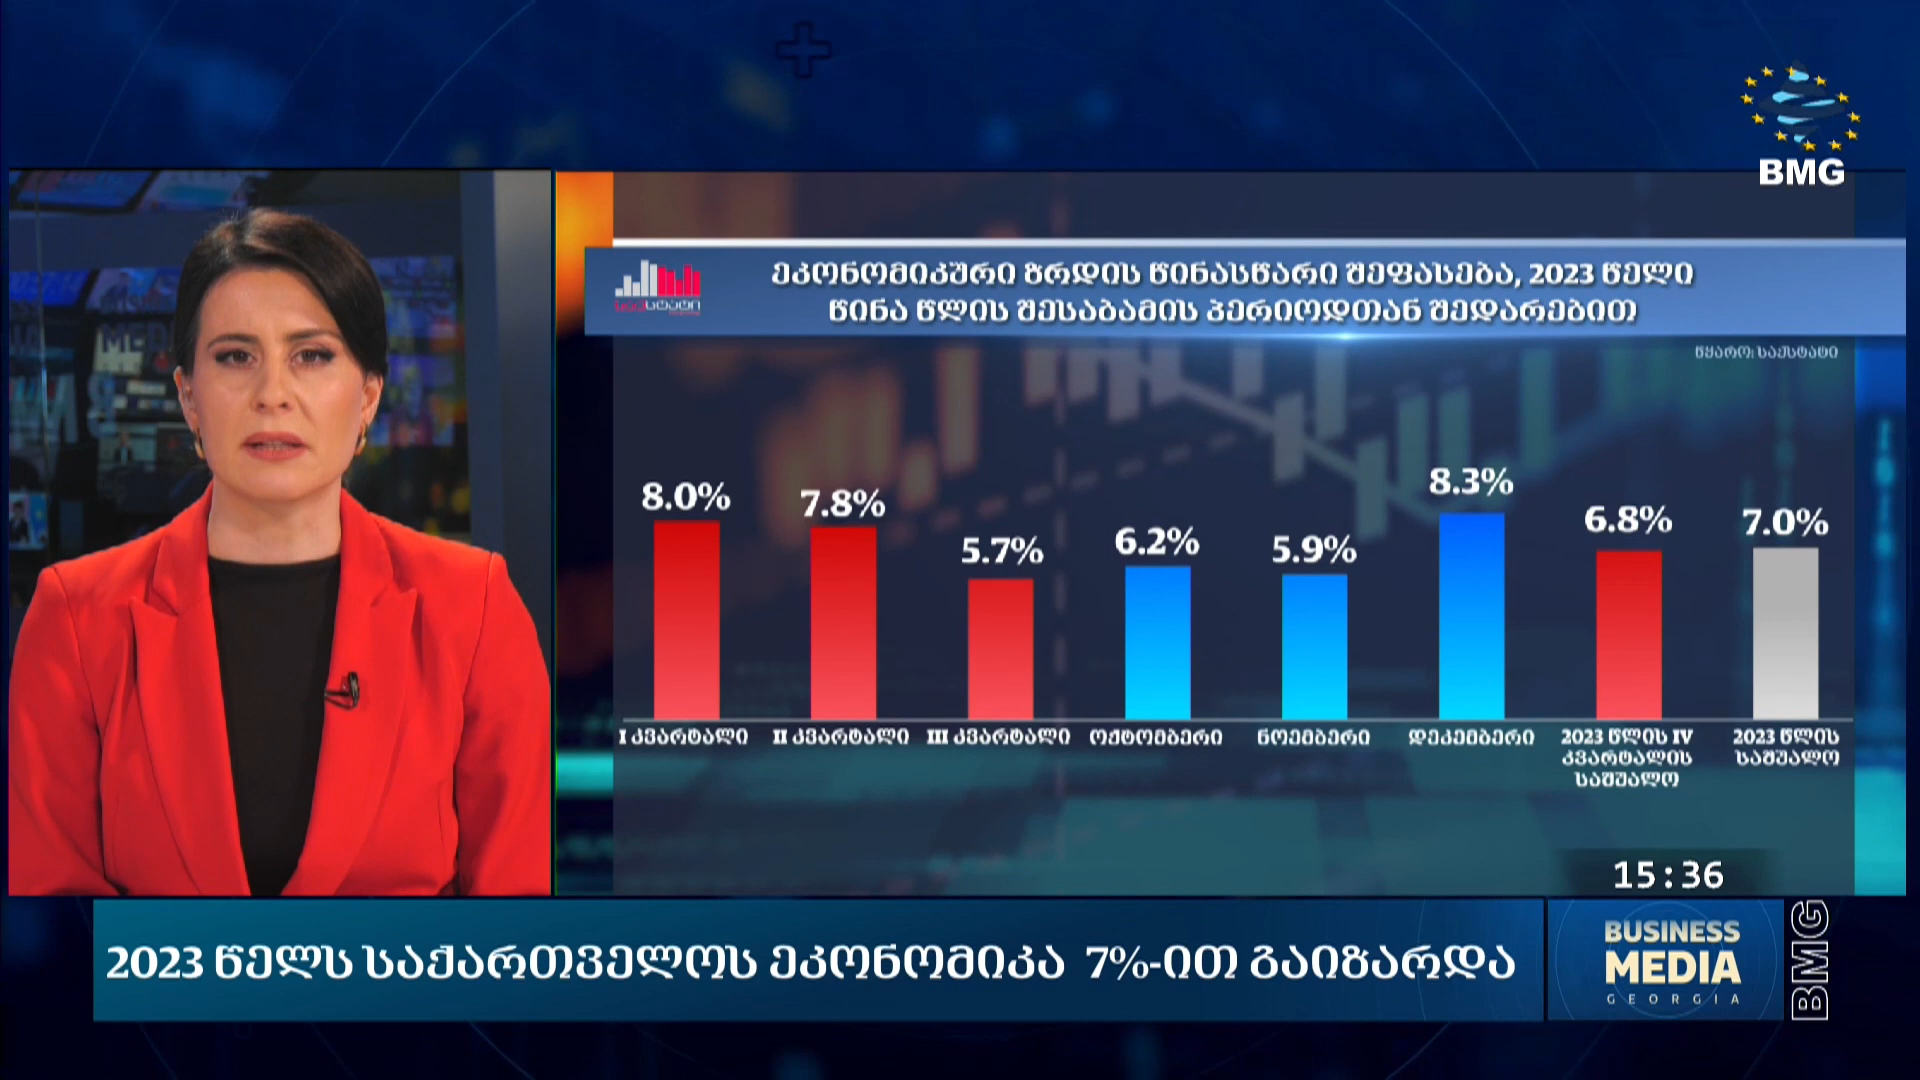 BMG
ეკონომიკური ზრდის წინასწარი შეფასება, 2023 წელი
წინა წლის შესაბამის პერიოდთან შედარებით
საქსტატი
წყარო: საქსტატი
8.0%
7.8%
5.7%
6.2%
5.9%
8.3%
6.8%
7.0%
I კვარტალი
II კვარტალი
III კვარტალი
ოქტომბერი
ნოემბერი
დეკემბერი
2023 წლის IV
კვარტალის
საშუალო
2023 წლის
საშუალო
15:36
2023 წელს საქართველოს ეკონომიკა 7%-ით გაიზარდა
BUSINESS
MEDIA
GEORGIA
BMG